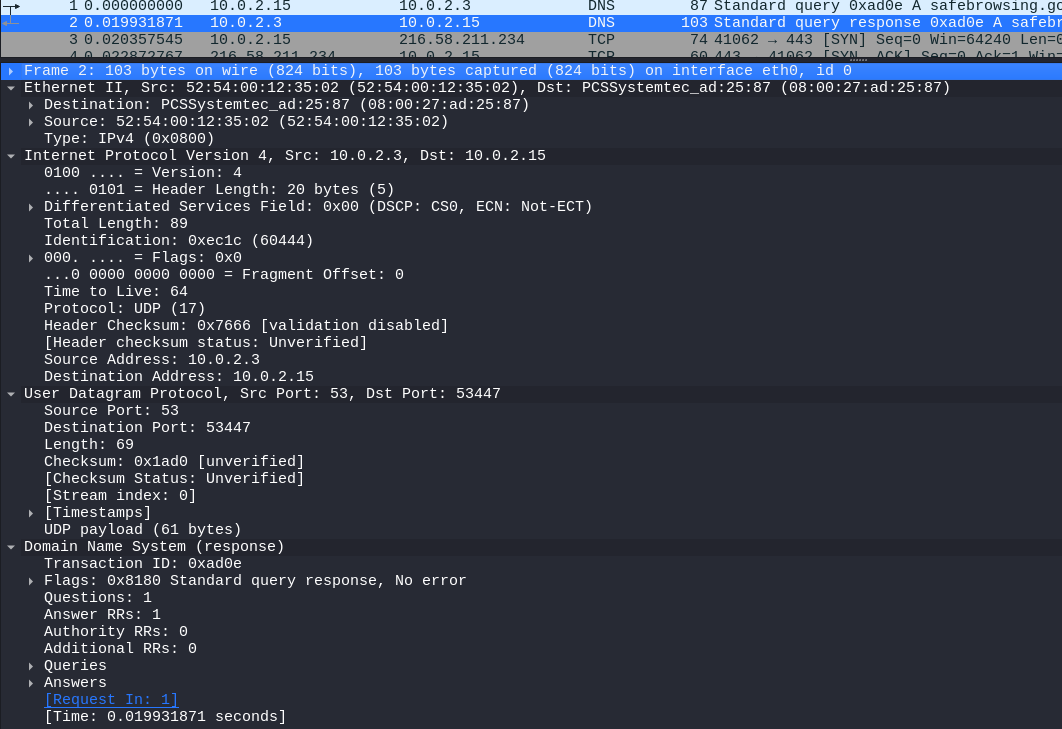 1 0.000000000 10.0.2.15 10.0.2.3 DNS 87 Standard query 0xad0e A safebrowsing.go
2 0.019931871 10.0.2.3 10.0.2.15 DNS 103 Standard query response 0xad0e A safebr
3 0.020357545 10.0.2.15 216.58.211.234 TCP 74 41062 → 443 [SYN] Seq=0 Win=64240 Len=0
4 0.022872767 216.58.211.234 10.0.2.15 TCP 60 443 → 41062 [SYN, ACK] Seq=0 Ack=1 Win=
Frame 2: 103 bytes on wire (824 bits), 103 bytes captured (824 bits) on interface eth0, id 0
Ethernet II, Src: 52:54:00:12:35:02 (52:54:00:12:35:02), Dst: PCSSystemtec_ad:25:87 (08:00:27:ad:25:87)
Destination: PCSSystemtec_ad:25:87 (08:00:27:ad:25:87)
Source: 52:54:00:12:35:02 (52:54:00:12:35:02)
Type: IPv4 (0x0800)
Internet Protocol Version 4, Src: 10.0.2.3, Dst: 10.0.2.15
0100 .... = Version: 4
.... 0101 = Header Length: 20 bytes (5)
Differentiated Services Field: 0x00 (DSCP: CS0, ECN: Not-ECT)
Total Length: 89
Identification: 0xec1c (60444)
000. .... = Flags: 0x0
...0 0000 0000 0000 = Fragment Offset: 0
Time to Live: 64
Protocol: UDP (17)
Header Checksum: 0x7666 [validation disabled]
[Header checksum status: Unverified]
Source Address: 10.0.2.3
Destination Address: 10.0.2.15
User Datagram Protocol, Src Port: 53, Dst Port: 53447
Source Port: 53
Destination Port: 53447
Length: 69
Checksum: 0x1ad0 [unverified]
[Checksum Status: Unverified]
[Stream index: 0]
[Timestamps]
UDP payload (61 bytes)
Domain Name System (response)
Transaction ID: 0xad0e
Flags: 0x8180 Standard query response, No error
Questions: 1
Answer RRs: 1
Authority RRs: 0
Additional RRs: 0
Queries
Answers
[Request In: 1]
[Time: 0.019931871 seconds]